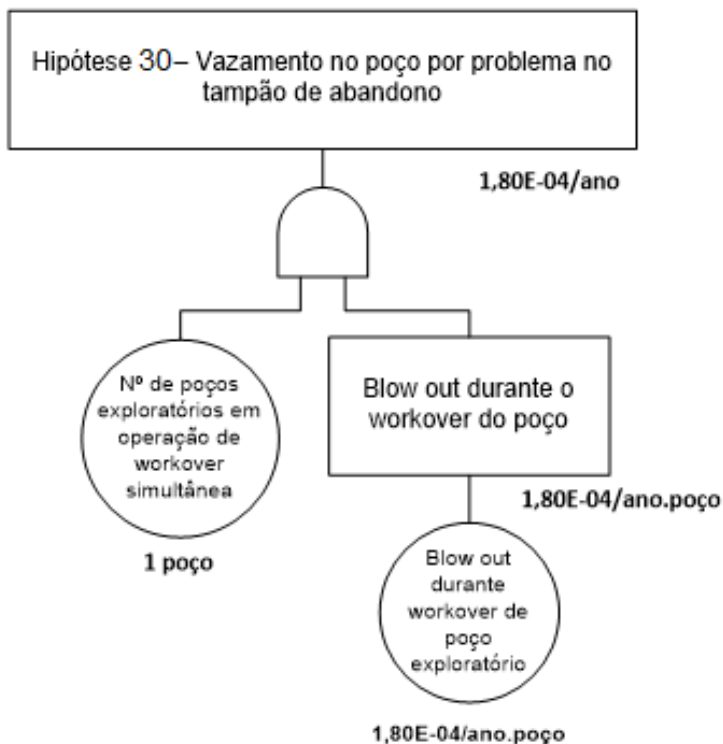 Hipótese 30– Vazamento no poço por problema no
tampão de abandono
1,80E-04/ano
Nº de poços
exploratórios em
operação de
workover
simultânea
1 poço
Blow out durante o
workover do poço
1,80E-04/ano.poço
Blow out
durante
workover de
poço
exploratório
1,80E-04/ano.poço